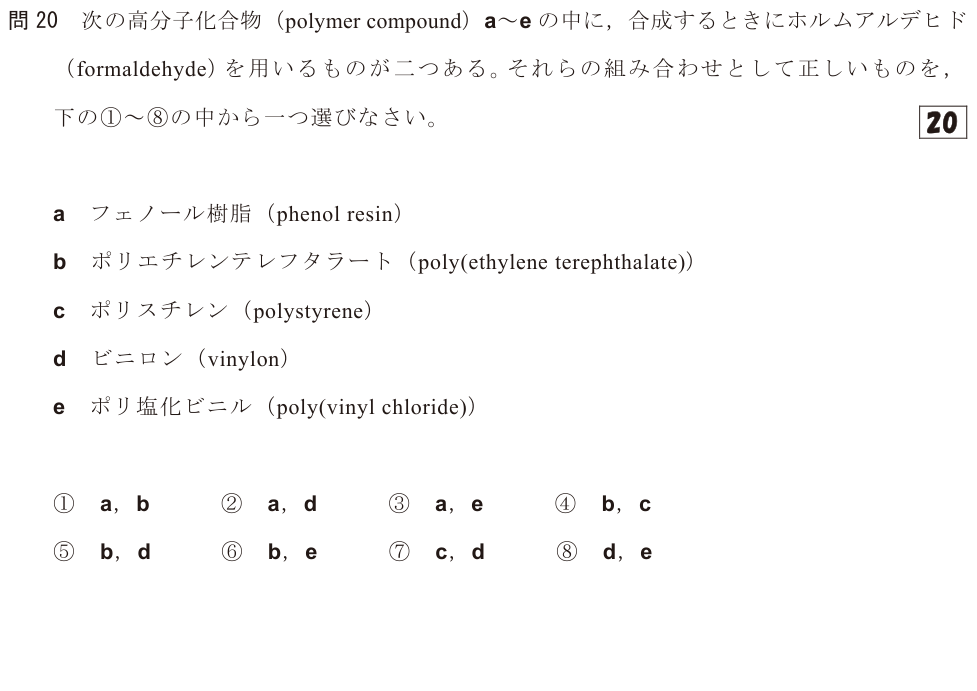 問20 次の高分子化合物（polymer compound）a～e の中に，合成するときにホルムアルデヒド
（formaldehyde）を用いるものが二つある。それらの組み合わせとして正しいものを，
下の①～⑧の中から一つ選びなさい。
20
a フェノール樹脂（phenol resin）
b ポリエチレンテレフタラート（poly(ethylene terephthalate)）
c ポリスチレン（polystyrene）
d ビニロン（vinylon）
e ポリ塩化ビニル（poly(vinyl chloride)）
① a，b ② a，d ③ a，e ④ b，c
⑤ b，d ⑥ b，e ⑦ c，d ⑧ d，e